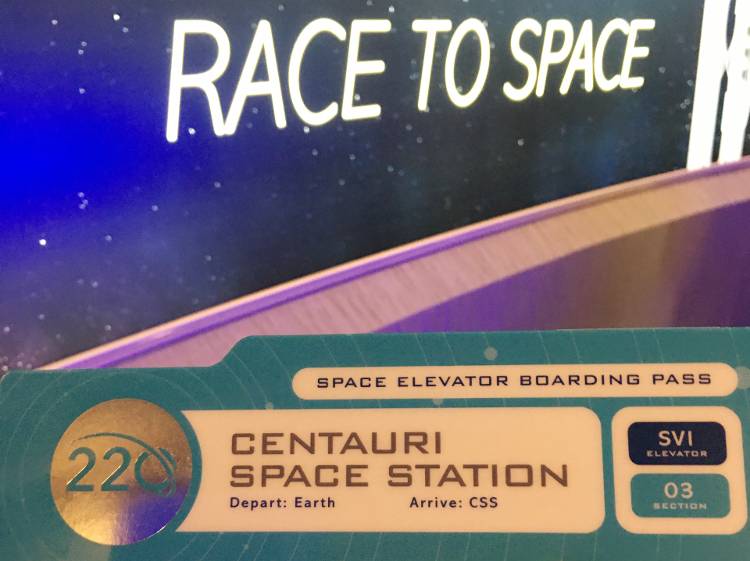 RACE TO SPACE
SPACE ELEVATOR BOARDING PASS
220
CENTAURI
SPACE STATION
Depart: Earth Arrive: CSS
SVI
ELEVATOR
03
SECTION